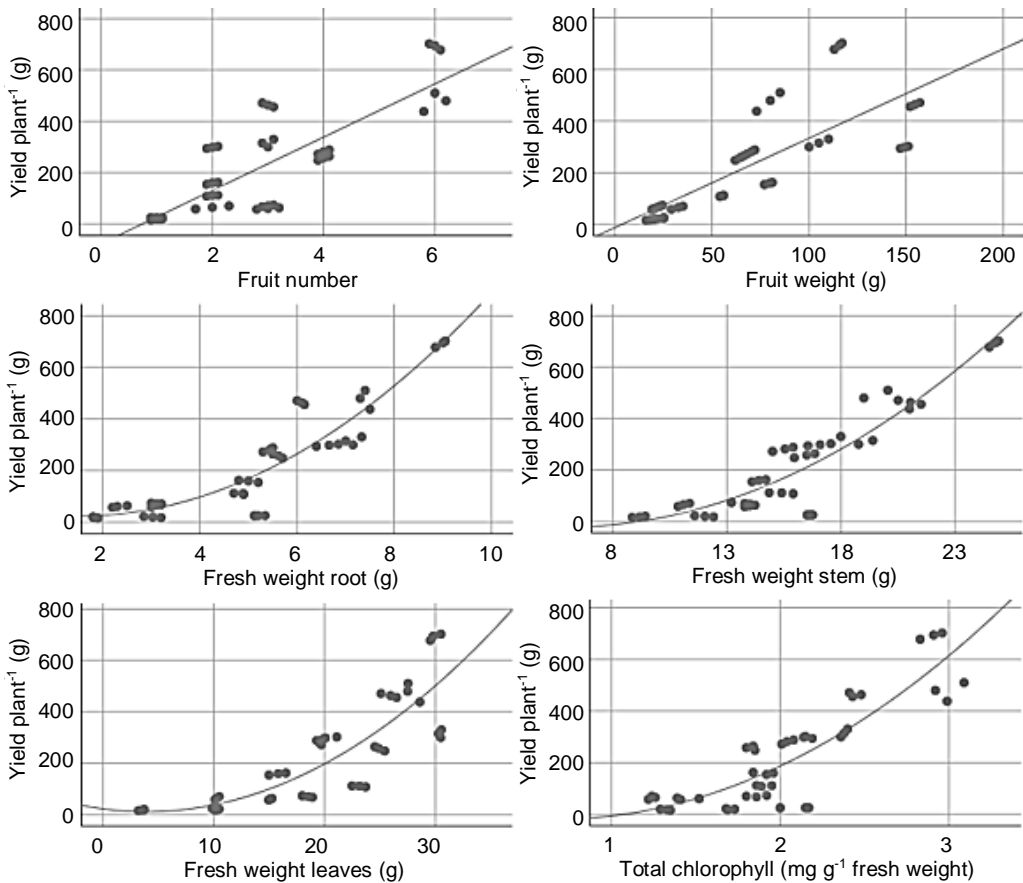 Yield plant⁻¹ (g)
800
600
400
200
0
0 2 4 6
Fruit number
Yield plant⁻¹ (g)
800
600
400
200
0
0 50 100 150 200
Fruit weight (g)
Yield plant⁻¹ (g)
800
600
400
200
0
2 4 6 8 10
Fresh weight root (g)
Yield plant⁻¹ (g)
800
600
400
200
0
8 13 18 23
Fresh weight stem (g)
Yield plant⁻¹ (g)
800
600
400
200
0
0 10 20 30
Fresh weight leaves (g)
Yield plant⁻¹ (g)
800
600
400
200
0
1 2 3
Total chlorophyll (mg g⁻¹ fresh weight)